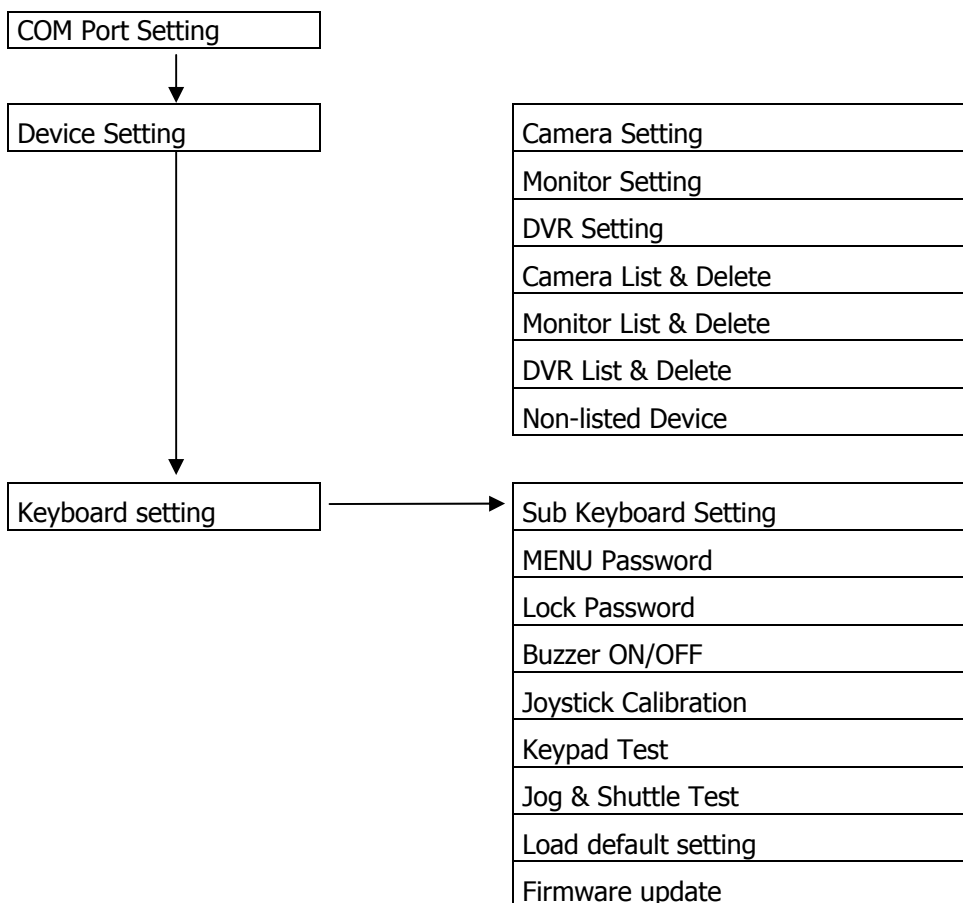 COM Port Setting
Device Setting
Camera Setting
Monitor Setting
DVR Setting
Camera List & Delete
Monitor List & Delete
DVR List & Delete
Non-listed Device
Keyboard setting
Sub Keyboard Setting
MENU Password
Lock Password
Buzzer ON/OFF
Joystick Calibration
Keypad Test
Jog & Shuttle Test
Load default setting
Firmware update